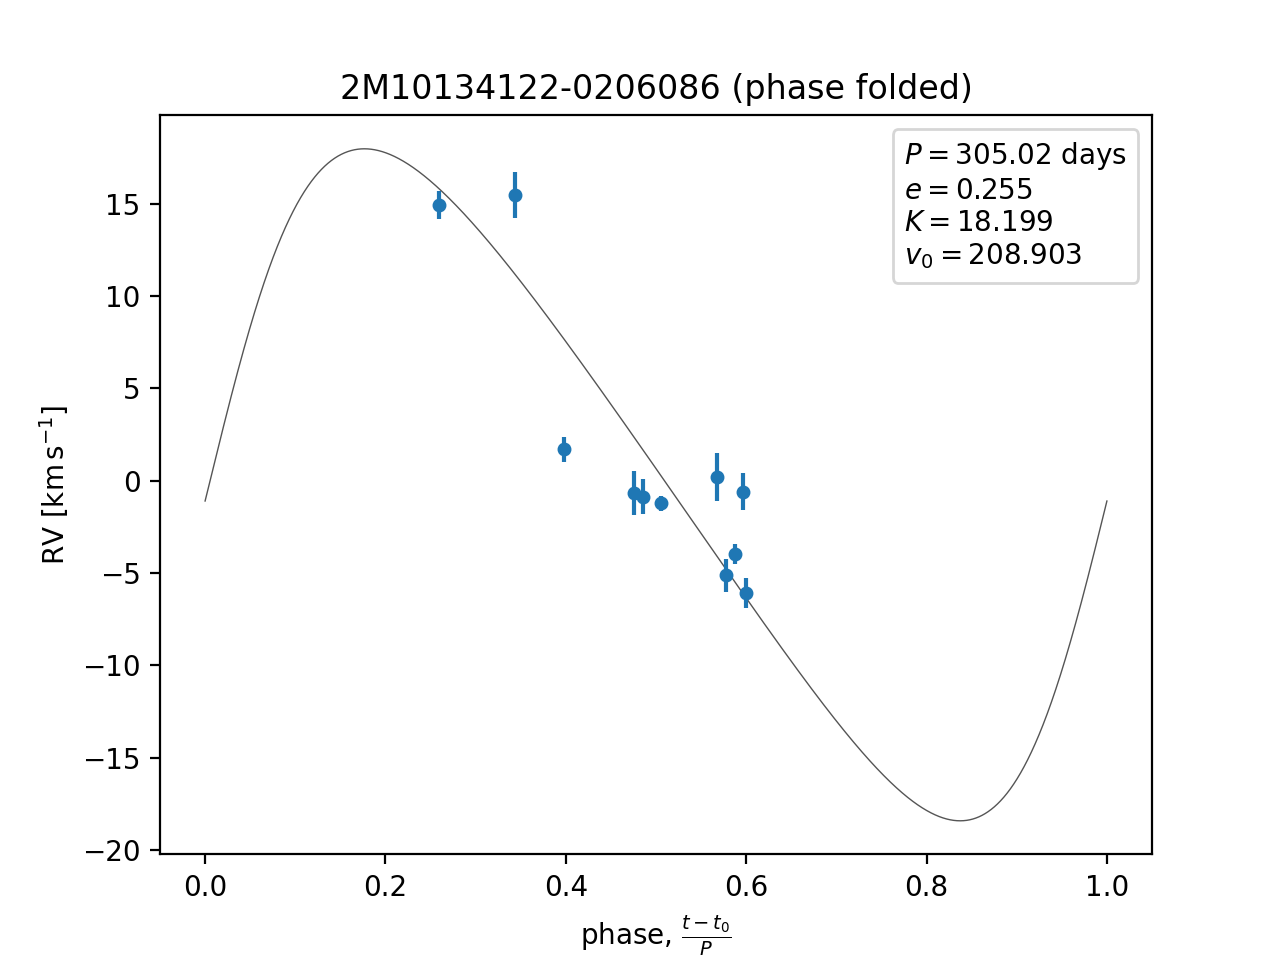 2M10134122-0206086 (phase folded)
P = 305.02 days
e = 0.255
K = 18.199
v₀ = 208.903
15
10
5
0
−5
−10
−15
−20
RV [km s⁻¹]
0.0 0.2 0.4 0.6 0.8 1.0
phase, (t − t₀)/P